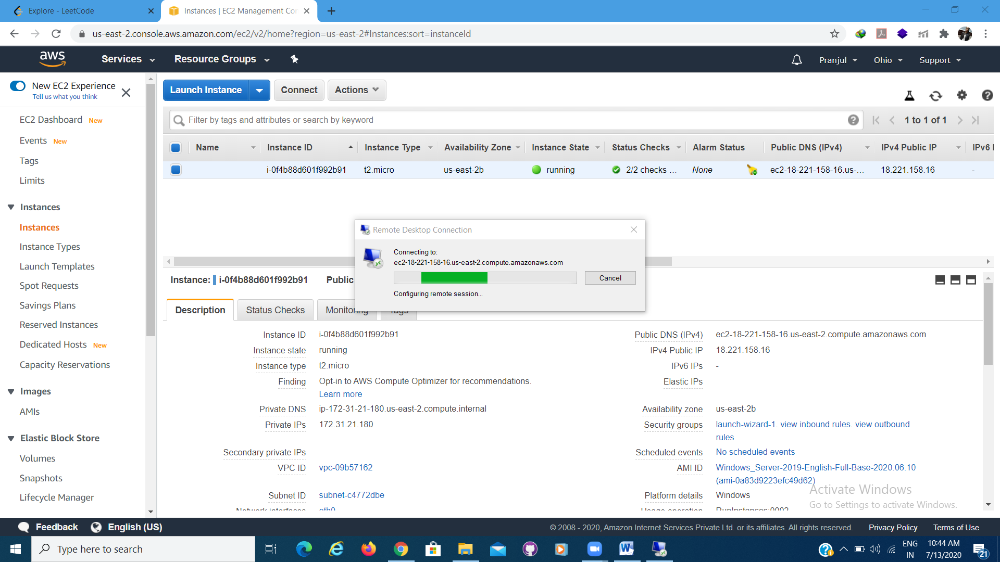 Explore - LeetCode
Instances | EC2 Management Con
us-east-2.console.aws.amazon.com/ec2/v2/home?region=us-east-2#Instances:sort=instanceId
aws Services Resource Groups Pranjul Ohio Support
New EC2 Experience
Tell us what you think
EC2 Dashboard New
Events New
Tags
Limits
Instances
Instances
Instance Types
Launch Templates
Spot Requests
Savings Plans
Reserved Instances
Dedicated Hosts New
Capacity Reservations
Images
AMIs
Elastic Block Store
Volumes
Snapshots
Lifecycle Manager
Launch Instance Connect Actions
Filter by tags and attributes or search by keyword
1 to 1 of 1
Name Instance ID Instance Type Availability Zone Instance State Status Checks Alarm Status Public DNS (IPv4) IPv4 Public IP IPv6 I
i-0f4b88d601f992b91 t2.micro us-east-2b running 2/2 checks ... None ec2-18-221-158-16.us-... 18.221.158.16 -
Remote Desktop Connection
Connecting to:
ec2-18-221-158-16.us-east-2.compute.amazonaws.com
Cancel
Configuring remote session...
Instance: i-0f4b88d601f992b91 Public
Description Status Checks Monitoring Tags
Instance ID i-0f4b88d601f992b91
Instance state running
Instance type t2.micro
Finding Opt-in to AWS Compute Optimizer for recommendations.
Learn more
Private DNS ip-172-31-21-180.us-east-2.compute.internal
Private IPs 172.31.21.180
Secondary private IPs
VPC ID vpc-09b57162
Subnet ID subnet-c4772dbe
Network interfaces eth0
Public DNS (IPv4) ec2-18-221-158-16.us-east-2.compute.amazonaws.com
IPv4 Public IP 18.221.158.16
IPv6 IPs -
Elastic IPs
Availability zone us-east-2b
Security groups launch-wizard-1. view inbound rules. view outbound
rules
Scheduled events No scheduled events
AMI ID Windows_Server-2019-English-Full-Base-2020.06.10
(ami-0a83d9223efc49d62)
Platform details Windows
Usage operation RunInstances:0002
Activate Windows
Go to Settings to activate Windows.
Feedback English (US)
© 2008 - 2020, Amazon Internet Services Private Ltd. or its affiliates. All rights reserved. Privacy Policy Terms of Use
Type here to search
ENG
IN
10:44 AM
7/13/2020
21